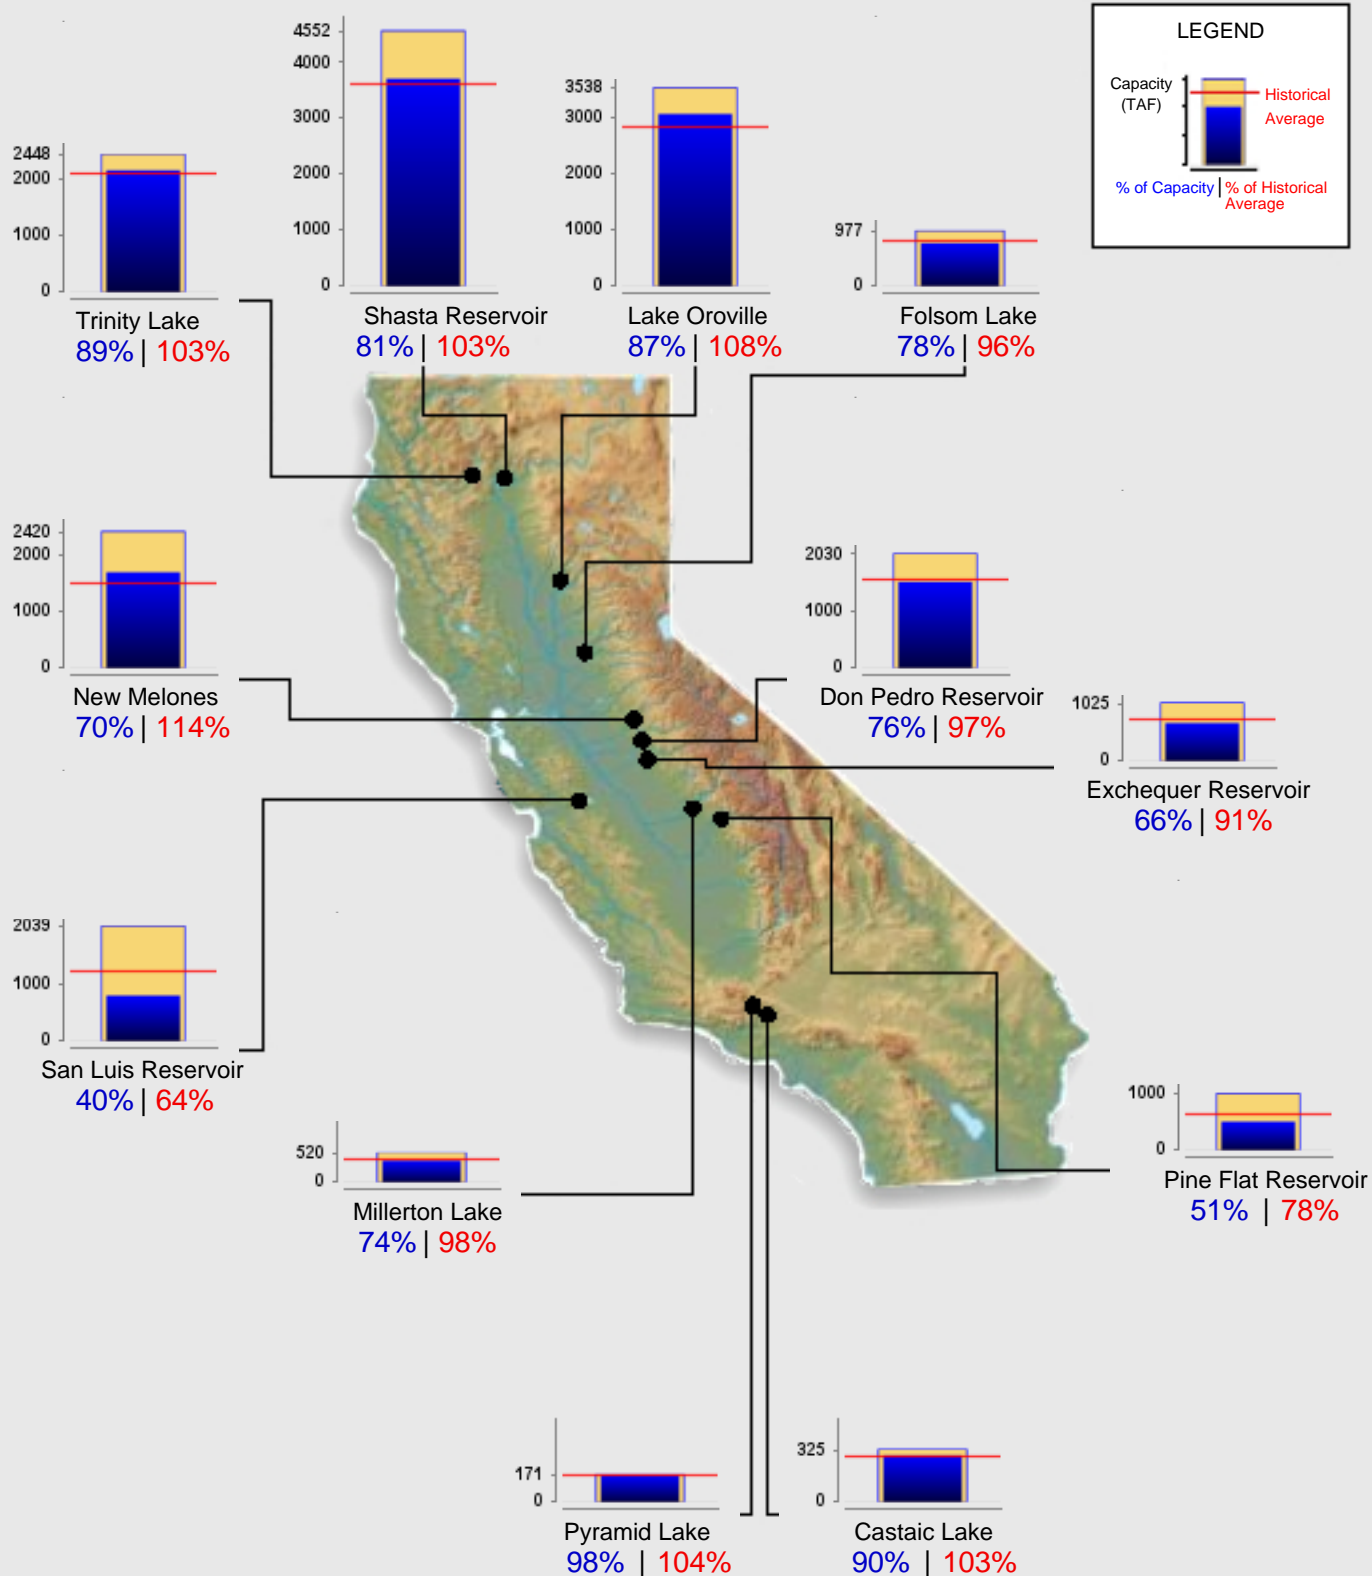 LEGEND
Capacity
(TAF)
Historical
Average
% of Capacity | % of Historical
Average
4552
4000
3000
2000
1000
0
Shasta Reservoir
81% | 103%
3538
3000
2000
1000
0
Lake Oroville
87% | 108%
2448
2000
1000
0
Trinity Lake
89% | 103%
977
0
Folsom Lake
78% | 96%
2420
2000
1000
0
New Melones
70% | 114%
2030
1000
0
Don Pedro Reservoir
76% | 97%
1025
0
Exchequer Reservoir
66% | 91%
2039
1000
0
San Luis Reservoir
40% | 64%
520
0
Millerton Lake
74% | 98%
1000
0
Pine Flat Reservoir
51% | 78%
171
0
Pyramid Lake
98% | 104%
325
0
Castaic Lake
90% | 103%